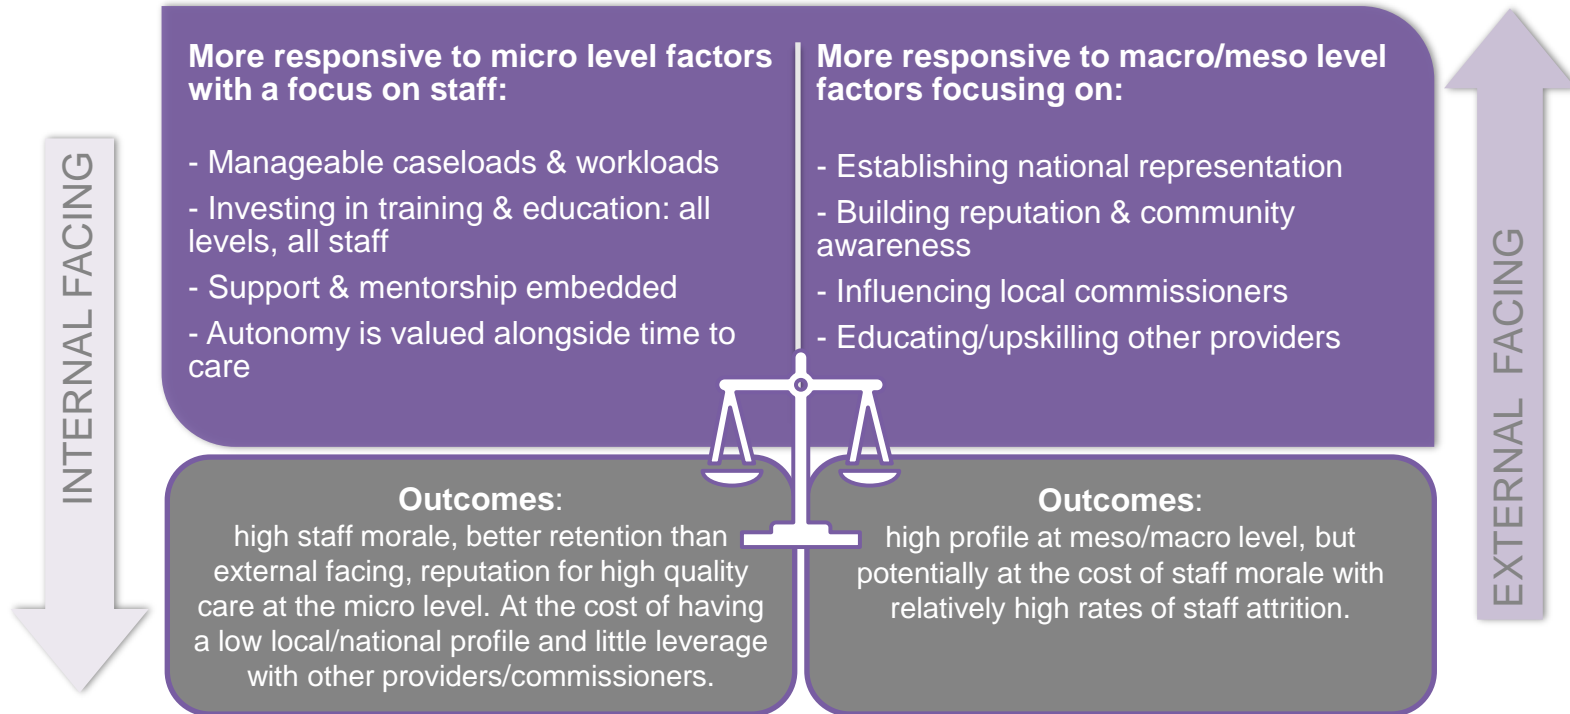 INTERNAL FACING
More responsive to micro level factors
with a focus on staff:
- Manageable caseloads & workloads
- Investing in training & education: all
levels, all staff
- Support & mentorship embedded
- Autonomy is valued alongside time to
care
More responsive to macro/meso level
factors focusing on:
- Establishing national representation
- Building reputation & community
awareness
- Influencing local commissioners
- Educating/upskilling other providers
EXTERNAL FACING
Outcomes:
high staff morale, better retention than
external facing, reputation for high quality
care at the micro level. At the cost of having
a low local/national profile and little leverage
with other providers/commissioners.
Outcomes:
high profile at meso/macro level, but
potentially at the cost of staff morale with
relatively high rates of staff attrition.